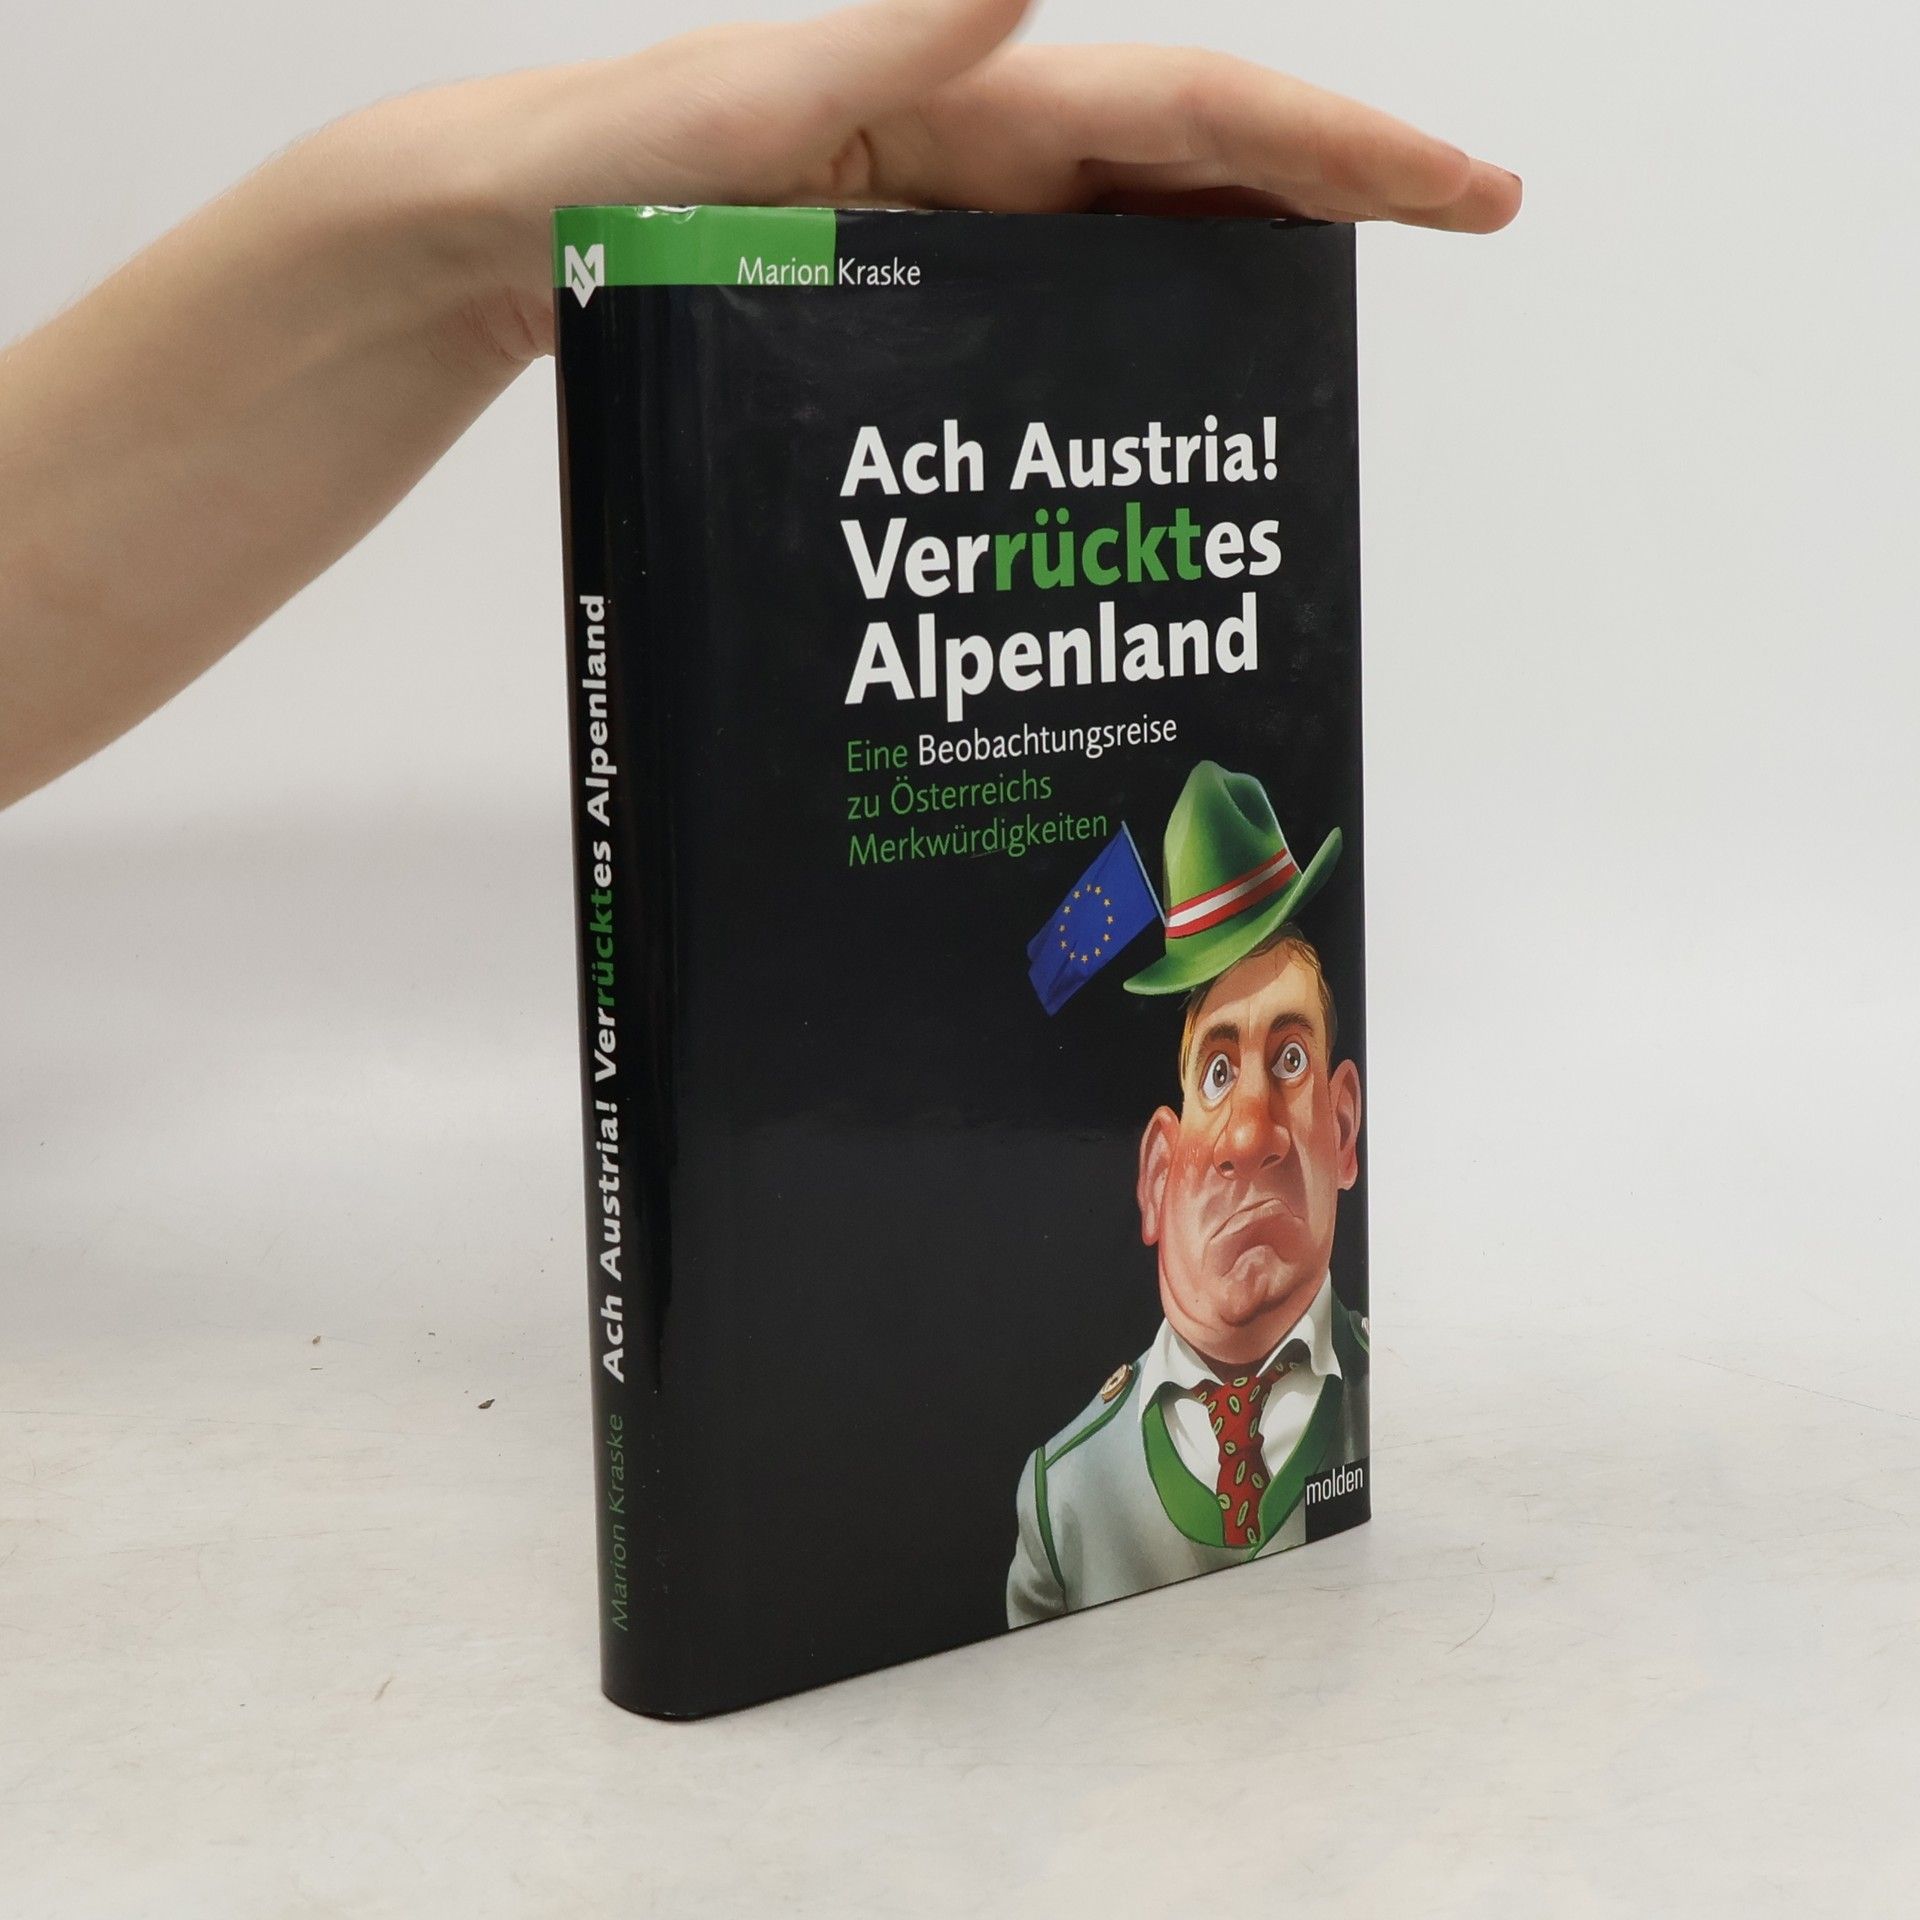 Marion Kraske
Ach Austria!
Verrücktes
Alpenland
Eine Beobachtungsreise
zu Österreichs
Merkwürdigkeiten
molden
Marion Kraske Ach Austria! Verrücktes Alpenland